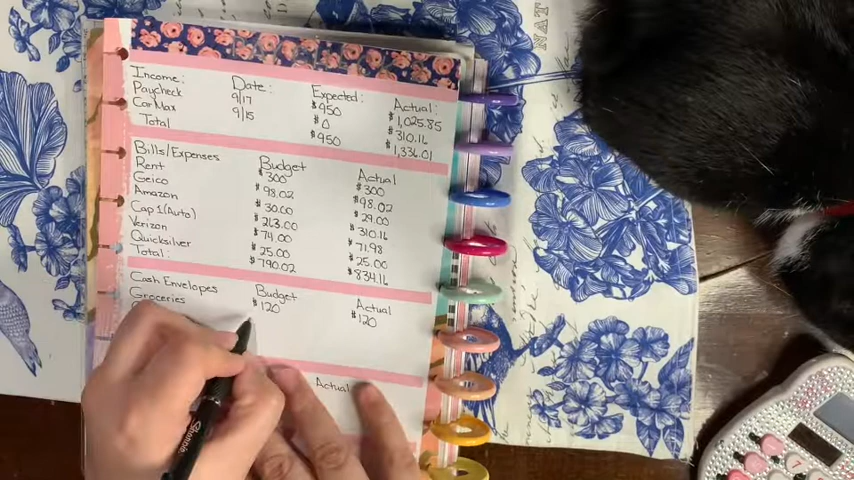 Income: Date: Expected: Actual:
Paycheck 9/17 $950 $1,025.85
CarMax 9/15 $0 $310.16
Total $950 $1,336.01
Bills/Expenses Budget Actual
Rent $300 $300
Geico $98.02 $98.02
Amazon $30.00 $29.00
Cap 1 (Auto) $263.00 $310.16
Verizon $74.00 $71.98
Quicksilver $25.00 $25.00
Total: $790.02 $834.16
Cash Envelopes Budget Actual
Groceries $120 $120
Actual
NAT